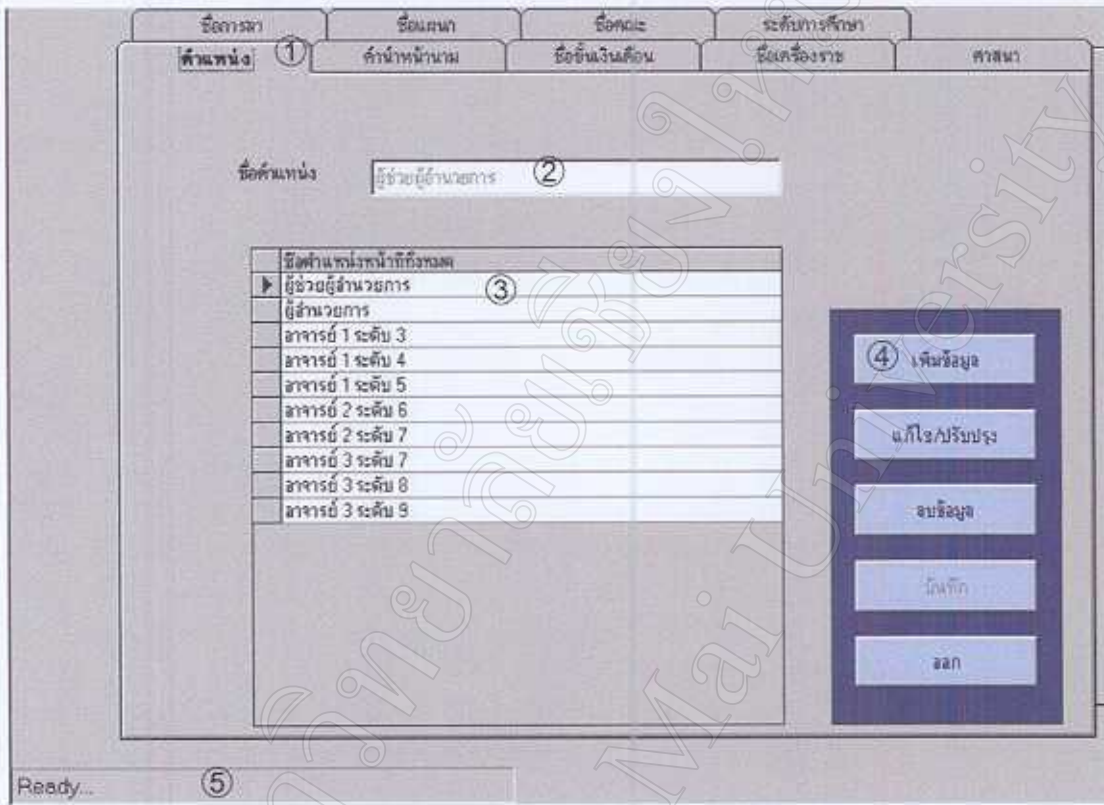 ชื่อการลา ชื่อแผนก ชื่อคณะ ระดับการศึกษา
ตำแหน่ง ① คำนำหน้านาม ชื่อขั้นเงินเดือน ชื่อเครื่องราช ศาสนา
ชื่อตำแหน่ง ผู้ช่วยผู้อำนวยการ ②
ชื่อตำแหน่งหน้าที่ทั้งหมด
ผู้ช่วยผู้อำนวยการ ③
ผู้อำนวยการ
อาจารย์ 1 ระดับ 3
อาจารย์ 1 ระดับ 4
อาจารย์ 1 ระดับ 5
อาจารย์ 2 ระดับ 6
อาจารย์ 2 ระดับ 7
อาจารย์ 3 ระดับ 7
อาจารย์ 3 ระดับ 8
อาจารย์ 3 ระดับ 9
④ เพิ่มข้อมูล
แก้ไข/ปรับปรุง
ลบข้อมูล
บันทึก
ออก
Ready... ⑤
Mai University